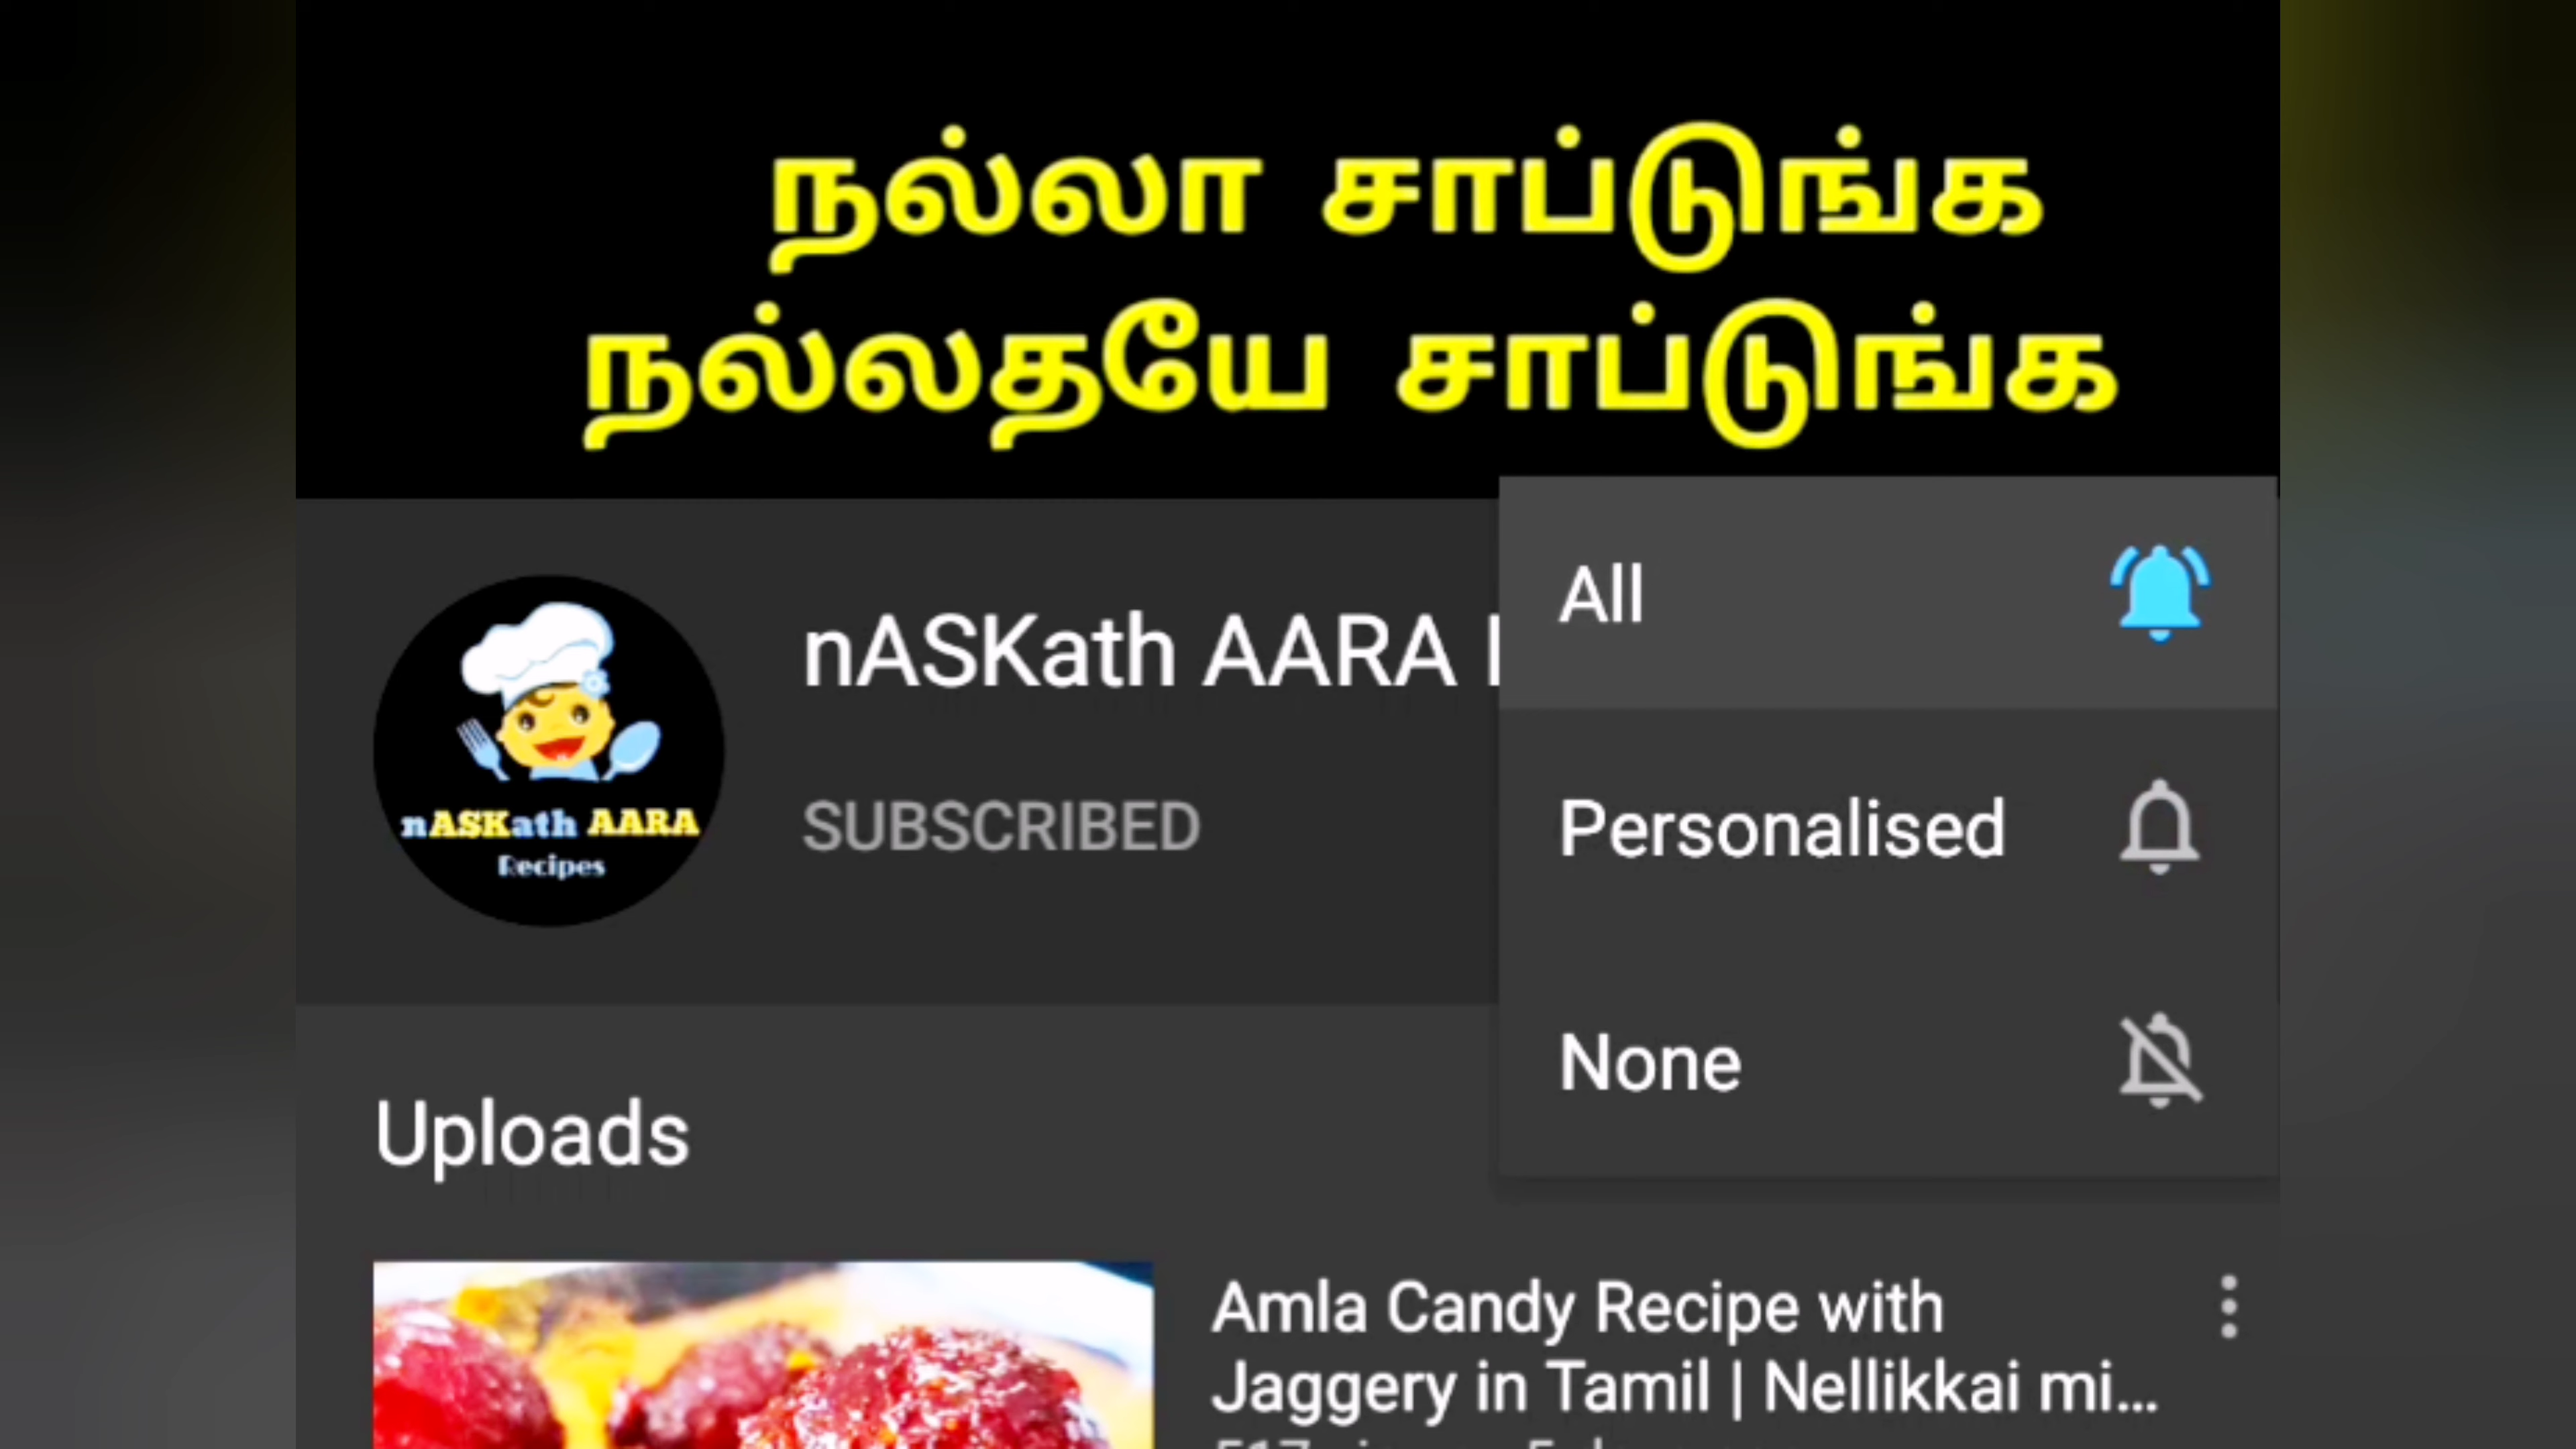 நல்லா சாப்டுங்க
நல்லதயே சாப்டுங்க
nASKath AARA
SUBSCRIBED
nASKath AARA
Recipes
All
Personalised
None
Uploads
Amla Candy Recipe with
Jaggery in Tamil | Nellikkai mi...